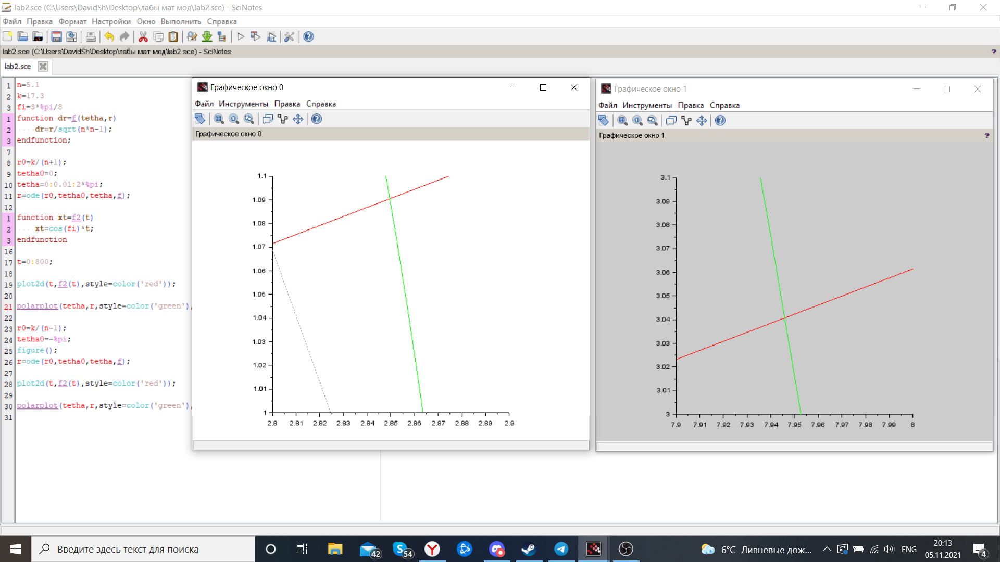 lab2.sce (C:\Users\DavidSh\Desktop\лабы мат мод\lab2.sce) - SciNotes
Файл Правка Формат Настройки Окно Выполнить Справка
lab2.sce (C:\Users\DavidSh\Desktop\лабы мат мод\lab2.sce) - SciNotes
?
lab2.sce
1 n=5.1
2 k=17.3
3 fi=3*%pi/8
1 function dr=f(tetha,r)
2 dr=r/sqrt(n*n-1);
3 endfunction;
7
8 r0=k/(n+1);
9 tetha0=0;
10 tetha=0:0.01:2*%pi;
11 r=ode(r0,tetha0,tetha,f);
12
1 function xt=f2(t)
2 xt=cos(fi)*t;
3 endfunction
16
17 t=0:800;
18
19 plot2d(t,f2(t),style=color('red'));
20
21 polarplot(tetha,r,style=color('green'),
22
23 r0=k/(n-1);
24 tetha0=-%pi;
25 figure();
26 r=ode(r0,tetha0,tetha,f);
27
28 plot2d(t,f2(t),style=color('red'));
29
30 polarplot(tetha,r,style=color('green'),
31
Графическое окно 0
Файл Инструменты Правка Справка
Графическое окно 0
1.1
1.09
1.08
1.07
1.06
1.05
1.04
1.03
1.02
1.01
1
2.8 2.81 2.82 2.83 2.84 2.85 2.86 2.87 2.88 2.89 2.9
Графическое окно 1
Файл Инструменты Правка Справка
Графическое окно 1
?
3.1
3.09
3.08
3.07
3.06
3.05
3.04
3.03
3.02
3.01
3
7.9 7.91 7.92 7.93 7.94 7.95 7.96 7.97 7.98 7.99 8
Введите здесь текст для поиска
42
54
6°C Ливневые дож...
ENG
20:13
05.11.2021
4